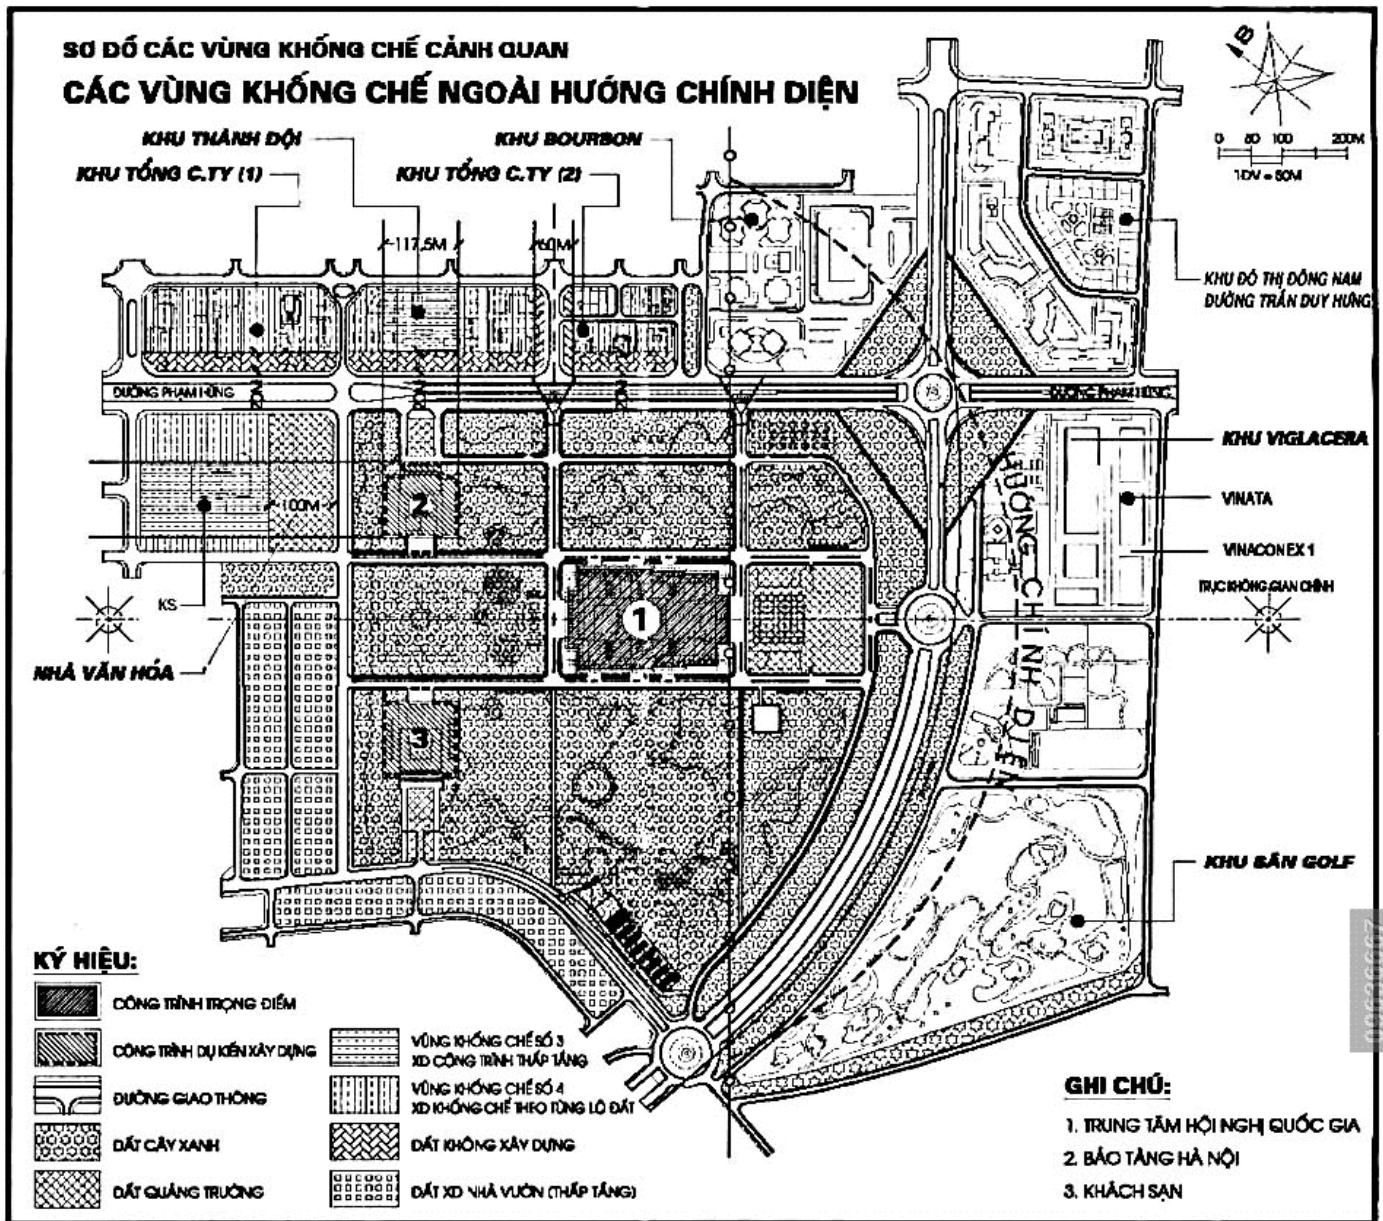 SƠ ĐỒ CÁC VÙNG KHỐNG CHẾ CẢNH QUAN
CÁC VÙNG KHỐNG CHẾ NGOÀI HƯỚNG CHÍNH DIỆN
B
KHU THÀNH ĐỘI
KHU BOURBON
KHU TỔNG C.TY (1)
KHU TỔNG C.TY (2)
0 50 100 200M
1ĐV = 50M
117,5M
60M
KHU ĐÔ THỊ ĐÔNG NAM
ĐƯỜNG TRẦN DUY HƯNG
ĐƯỜNG PHẠM HÙNG
ĐƯỜNG PHẠM HÙNG
KHU VIGLACERA
2
100M
VINATA
HƯỚNG CHÍNH DIỆN
VINACONEX 1
TRỤC KHÔNG GIAN CHÍNH
KS
1
NHÀ VĂN HÓA
3
KHU SÂN GOLF
KÝ HIỆU:
CÔNG TRÌNH TRỌNG ĐIỂM
CÔNG TRÌNH DỰ KIẾN XÂY DỰNG
ĐƯỜNG GIAO THÔNG
ĐẤT CÂY XANH
ĐẤT QUẢNG TRƯỜNG
VÙNG KHỐNG CHẾ SỐ 3
XD CÔNG TRÌNH THẤP TẦNG
VÙNG KHỐNG CHẾ SỐ 4
XD KHỐNG CHẾ THEO TỪNG LÔ ĐẤT
ĐẤT KHÔNG XÂY DỰNG
ĐẤT XD NHÀ VƯỜN (THẤP TẦNG)
GHI CHÚ:
1. TRUNG TÂM HỘI NGHỊ QUỐC GIA
2. BẢO TÀNG HÀ NỘI
3. KHÁCH SẠN